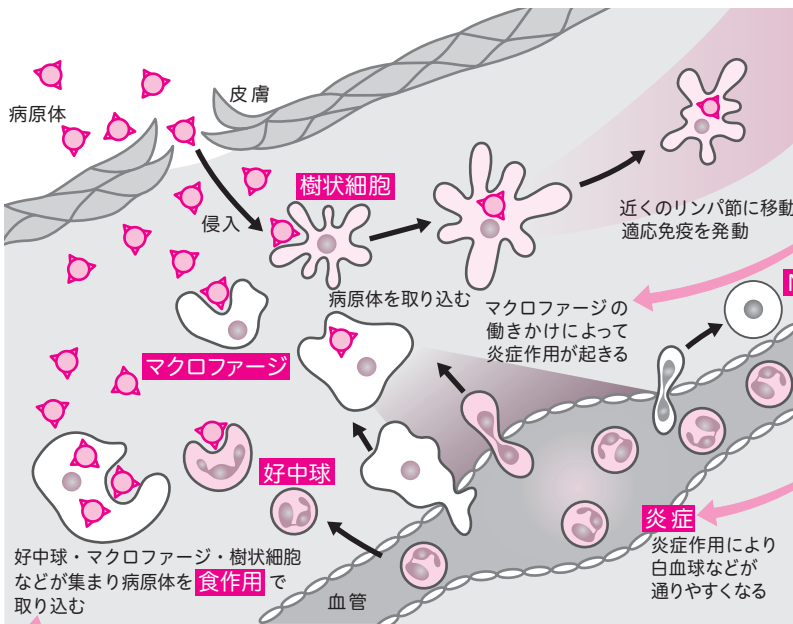 皮膚
病原体
樹状細胞
侵入
近くのリンパ節に移動
適応免疫を発動
病原体を取り込む
マクロファージの
働きかけによって
炎症作用が起きる
マクロファージ
好中球
炎症
炎症作用により
白血球などが
通りやすくなる
好中球・マクロファージ・樹状細胞
などが集まり病原体を食作用で
取り込む
血管